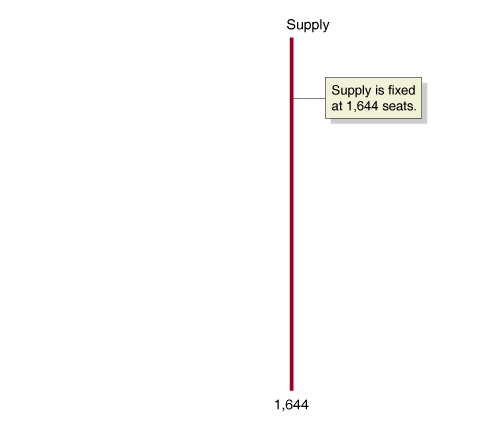 Supply
Supply is fixed
at 1,644 seats.
1,644